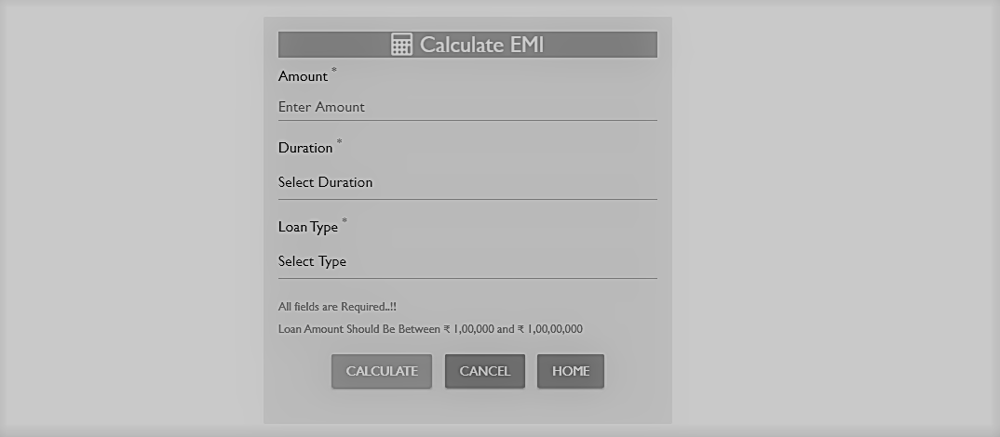 Calculate EMI
Amount *
Enter Amount
Duration *
Select Duration
Loan Type *
Select Type
All fields are Required..!!
Loan Amount Should Be Between ₹ 1,00,000 and ₹ 1,00,00,000
CALCULATE CANCEL HOME